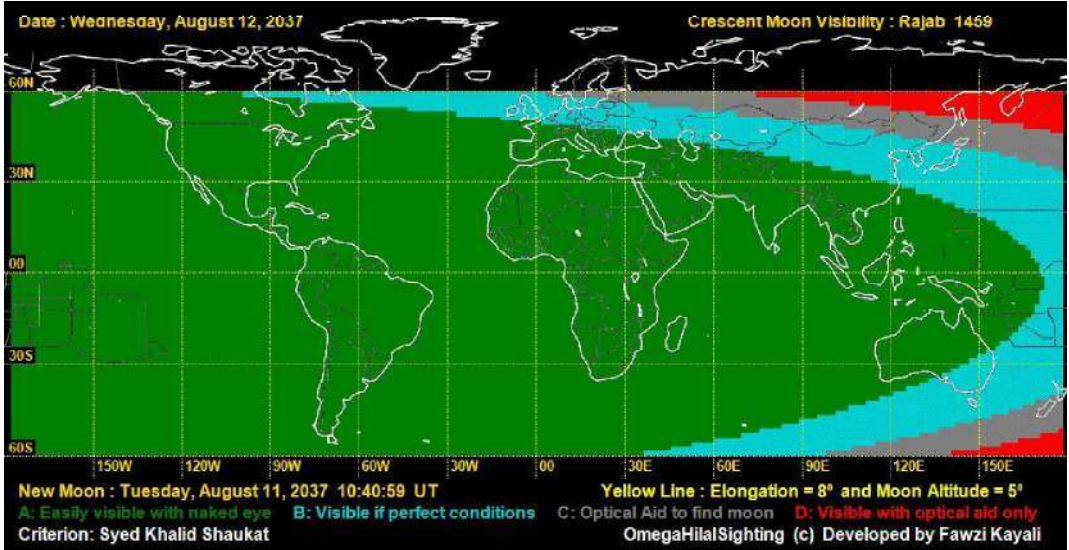 Date : Wednesday, August 12, 2037
Crescent Moon Visibility : Rajab 1459
60N
30N
00
30S
60S
150W 120W 90W 60W 30W 00 30E 60E 90E 120E 150E
New Moon : Tuesday, August 11, 2037 10:40:59 UT
Yellow Line : Elongation = 8º and Moon Altitude = 5º
A: Easily visible with naked eye B: Visible if perfect conditions C: Optical Aid to find moon D: Visible with optical aid only
Criterion: Syed Khalid Shaukat
OmegaHilalSighting (c) Developed by Fawzi Kayali